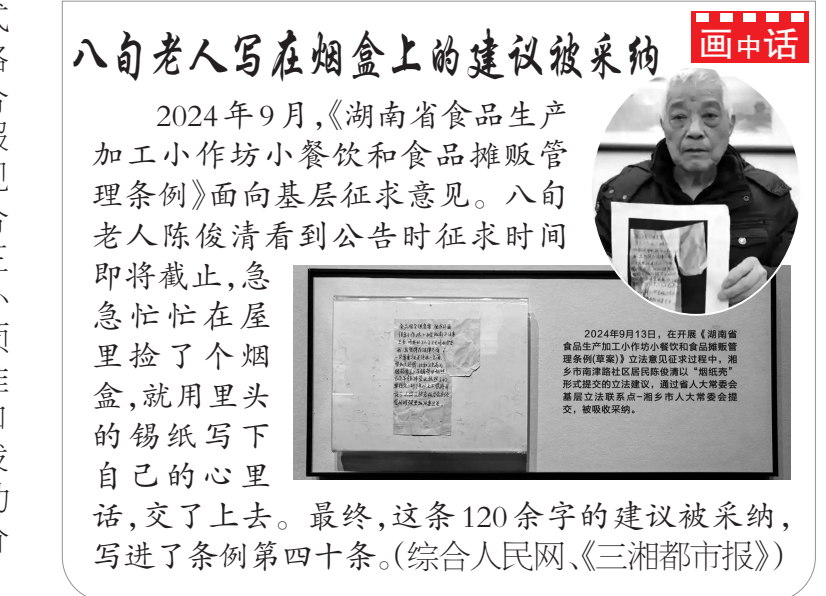 画中话
八旬老人写在烟盒上的建议被采纳
2024年9月，《湖南省食品生产
加工小作坊小餐饮和食品摊贩管
理条例》面向基层征求意见。八旬
老人陈俊清看到公告时征求时间
即将截止，急
急忙忙在屋
里捡了个烟
盒，就用里头
的锡纸写下
自己的心里
话，交了上去。最终，这条120余字的建议被采纳，
写进了条例第四十条。（综合人民网、《三湘都市报》）
2024年9月13日，在开展《湖南省
食品生产加工小作坊小餐饮和食品摊贩管
理条例(草案)》立法意见征求过程中，湘
乡市南津路社区居民陈俊清以“烟纸壳”
形式提交的立法建议，通过省人大常委会
基层立法联系点-湘乡市人大常委会提
交，被吸收采纳。